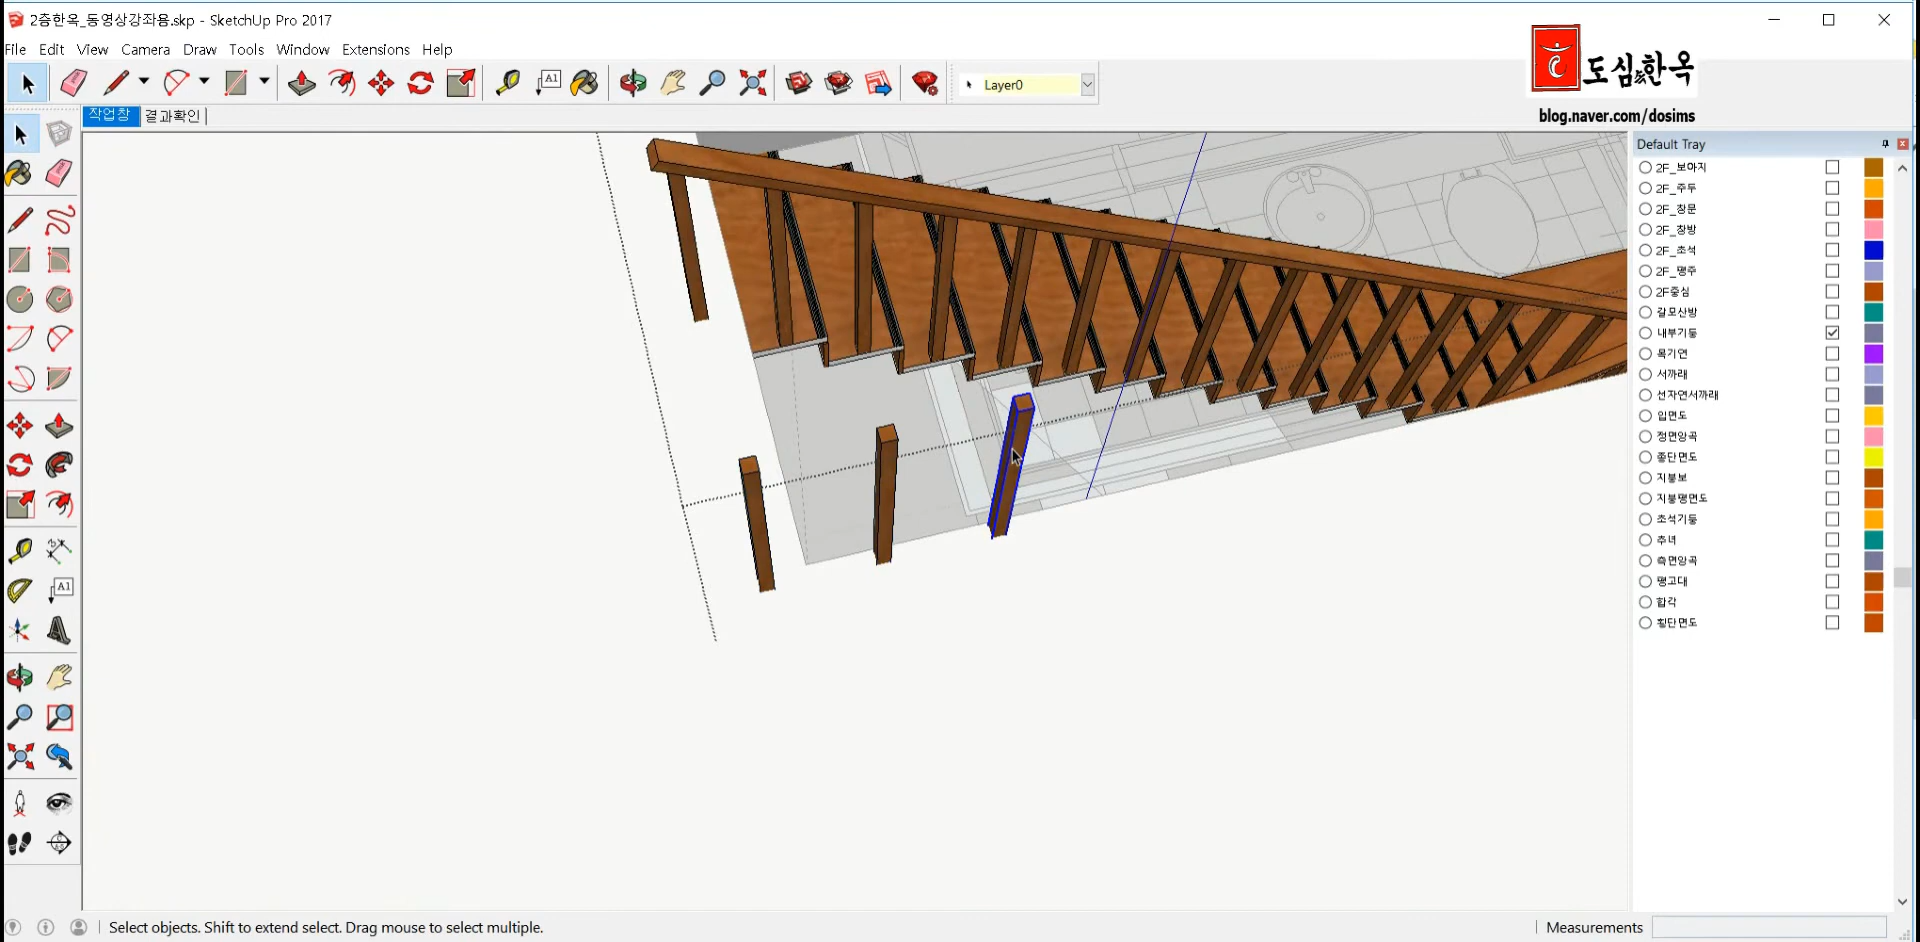 2층한옥_동영상강좌용.skp - SketchUp Pro 2017
File Edit View Camera Draw Tools Window Extensions Help
도심속한옥
A1
Layer0
blog.naver.com/dosims
작업창 결과확인
Default Tray
2F_보아지
2F_주두
2F_창문
2F_창방
2F_초석
2F_평주
2F중심
갈모산방
내부기둥
목기연
서까래
선자연서까래
입면도
정면앙곡
종단면도
지붕보
지붕평면도
초석기둥
추녀
측면앙곡
평고대
합각
횡단면도
A1
Select objects. Shift to extend select. Drag mouse to select multiple.
Measurements